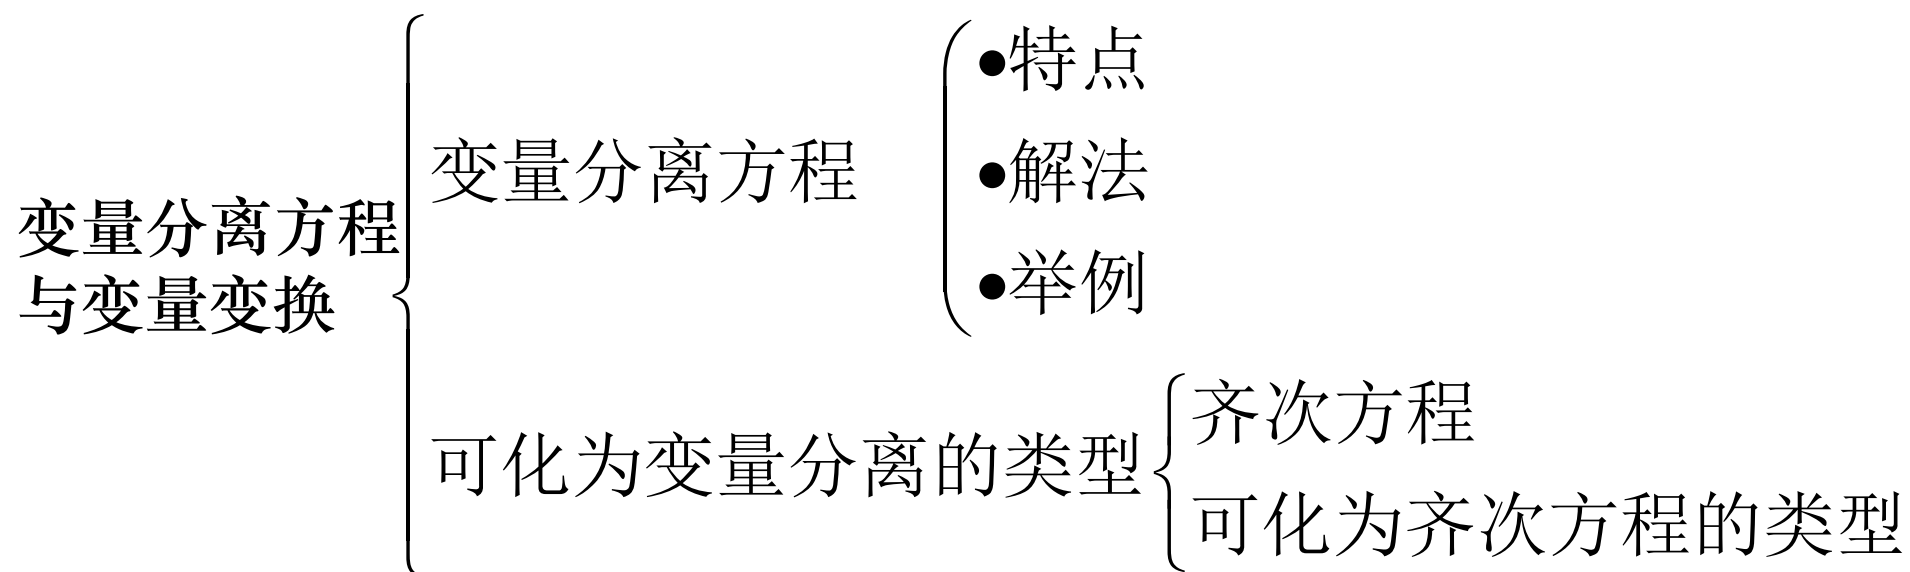 变量分离方程
与变量变换
变量分离方程
•特点
•解法
•举例
可化为变量分离的类型
齐次方程
可化为齐次方程的类型